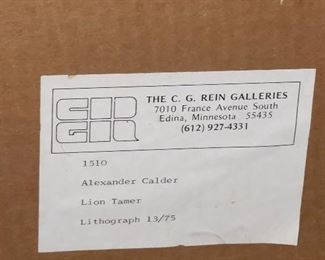 THE C. G. REIN GALLERIES
7010 France Avenue South
Edina, Minnesota 55435
(612) 927-4331
1510
Alexander Calder
Lion Tamer
Lithograph 13/75